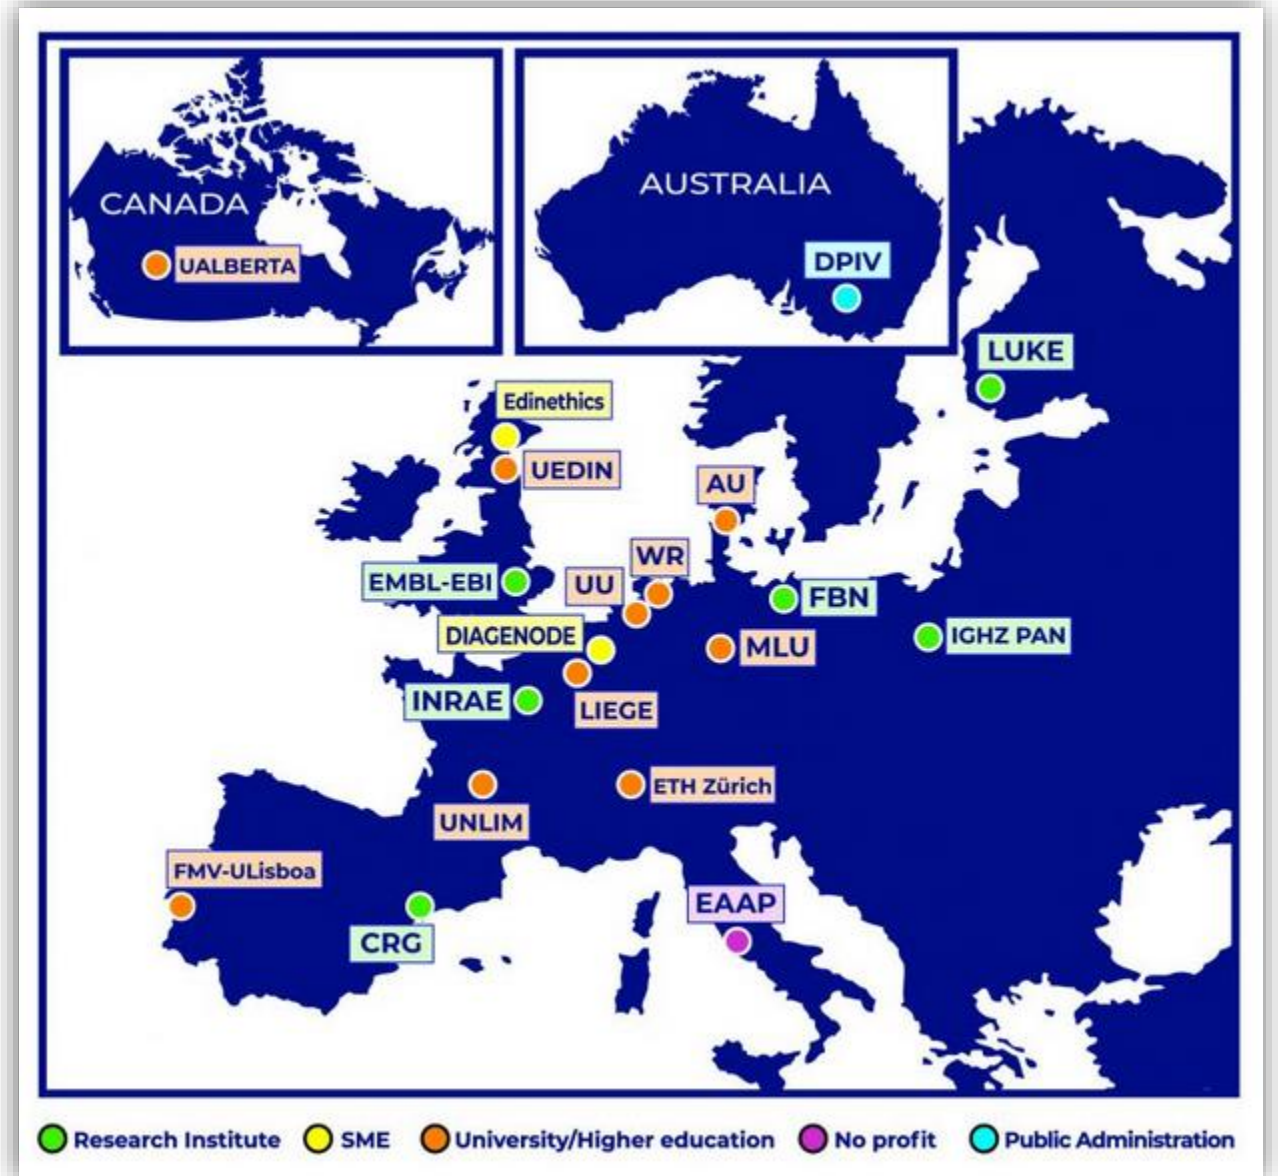 CANADA
UALBERTA
AUSTRALIA
DPIV
LUKE
Edinethics
UEDIN
AU
WR
EMBL-EBI
UU
FBN
DIAGENODE
IGHZ PAN
MLU
INRAE
LIEGE
ETH Zürich
UNLIM
FMV-ULisboa
EAAP
CRG
Research Institute
SME
University/Higher education
No profit
Public Administration